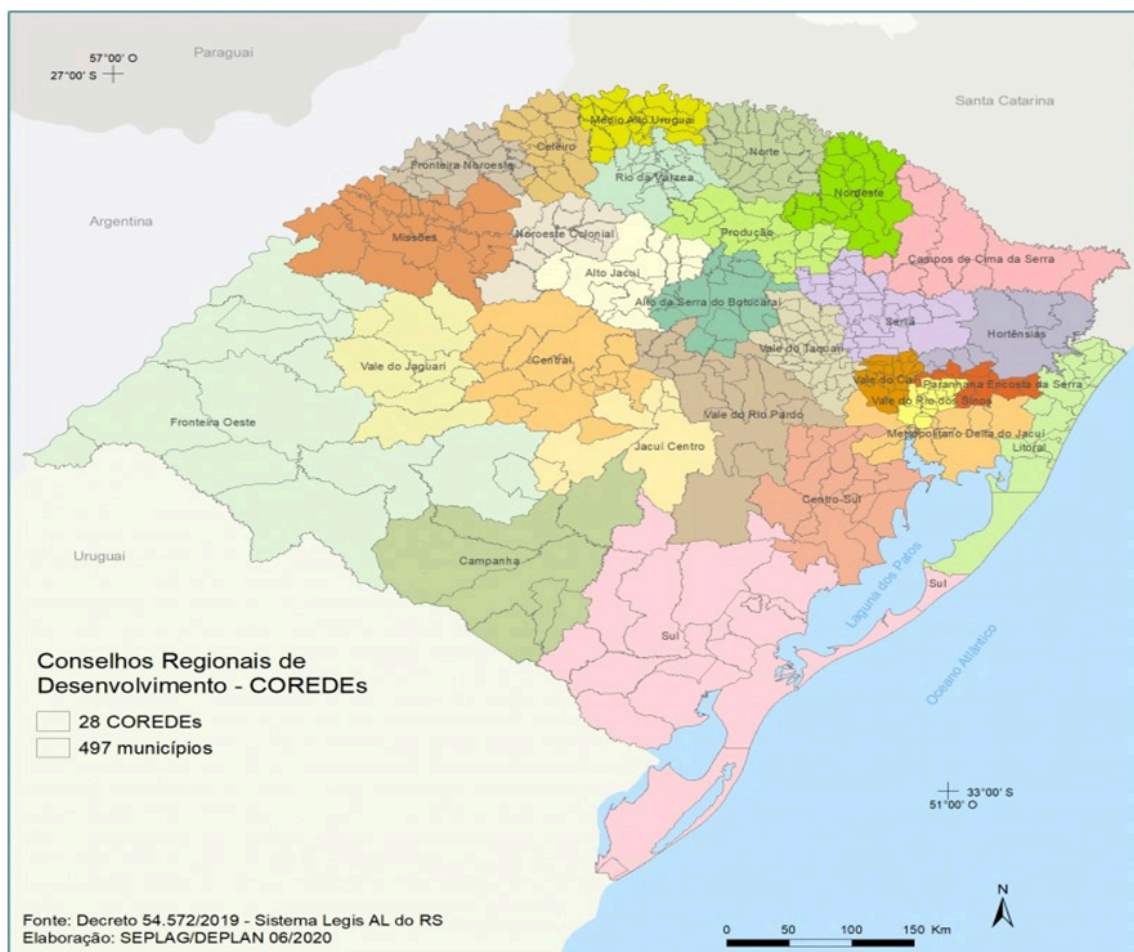 Paraguai
57°00' O
27°00' S
Santa Catarina
Argentina
Uruguai
Médio Alto Uruguai
Celeiro
Norte
Fronteira Noroeste
Rio da Várzea
Nordeste
Missões
Noroeste Colonial
Produção
Campos de Cima da Serra
Alto Jacuí
Alto da Serra do Botucaraí
Serra
Hortênsias
Vale do Taquari
Central
Vale do Jaguari
Vale do Caí
Paranhana Encosta da Serra
Vale do Rio dos Sinos
Fronteira Oeste
Vale do Rio Pardo
Metropolitano Delta do Jacuí
Jacuí Centro
Litoral
Centro-Sul
Campanha
Sul
Laguna dos Patos
Sul
Oceano Atlântico
Conselhos Regionais de
Desenvolvimento - COREDEs
28 COREDEs
497 municípios
33°00' S
51°00' O
N
0 50 100 150 Km
Fonte: Decreto 54.572/2019 - Sistema Legis AL do RS
Elaboração: SEPLAG/DEPLAN 06/2020